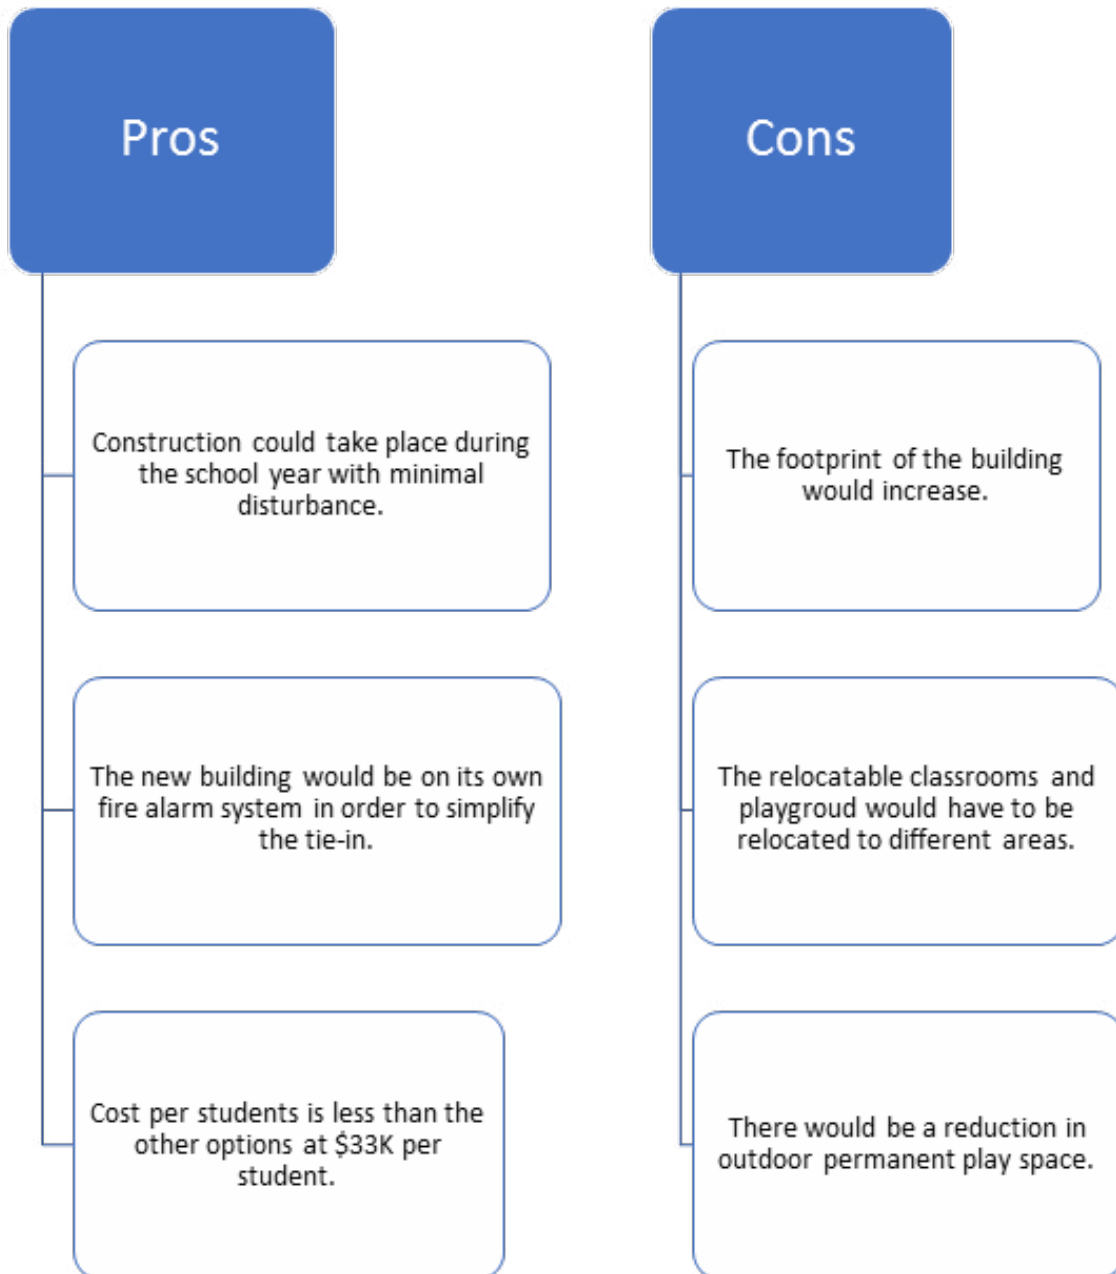 Pros
Construction could take place during
the school year with minimal
disturbance.
The new building would be on its own
fire alarm system in order to simplify
the tie-in.
Cost per students is less than the
other options at $33K per
student.
Cons
The footprint of the building
would increase.
The relocatable classrooms and
playgroud would have to be
relocated to different areas.
There would be a reduction in
outdoor permanent play space.